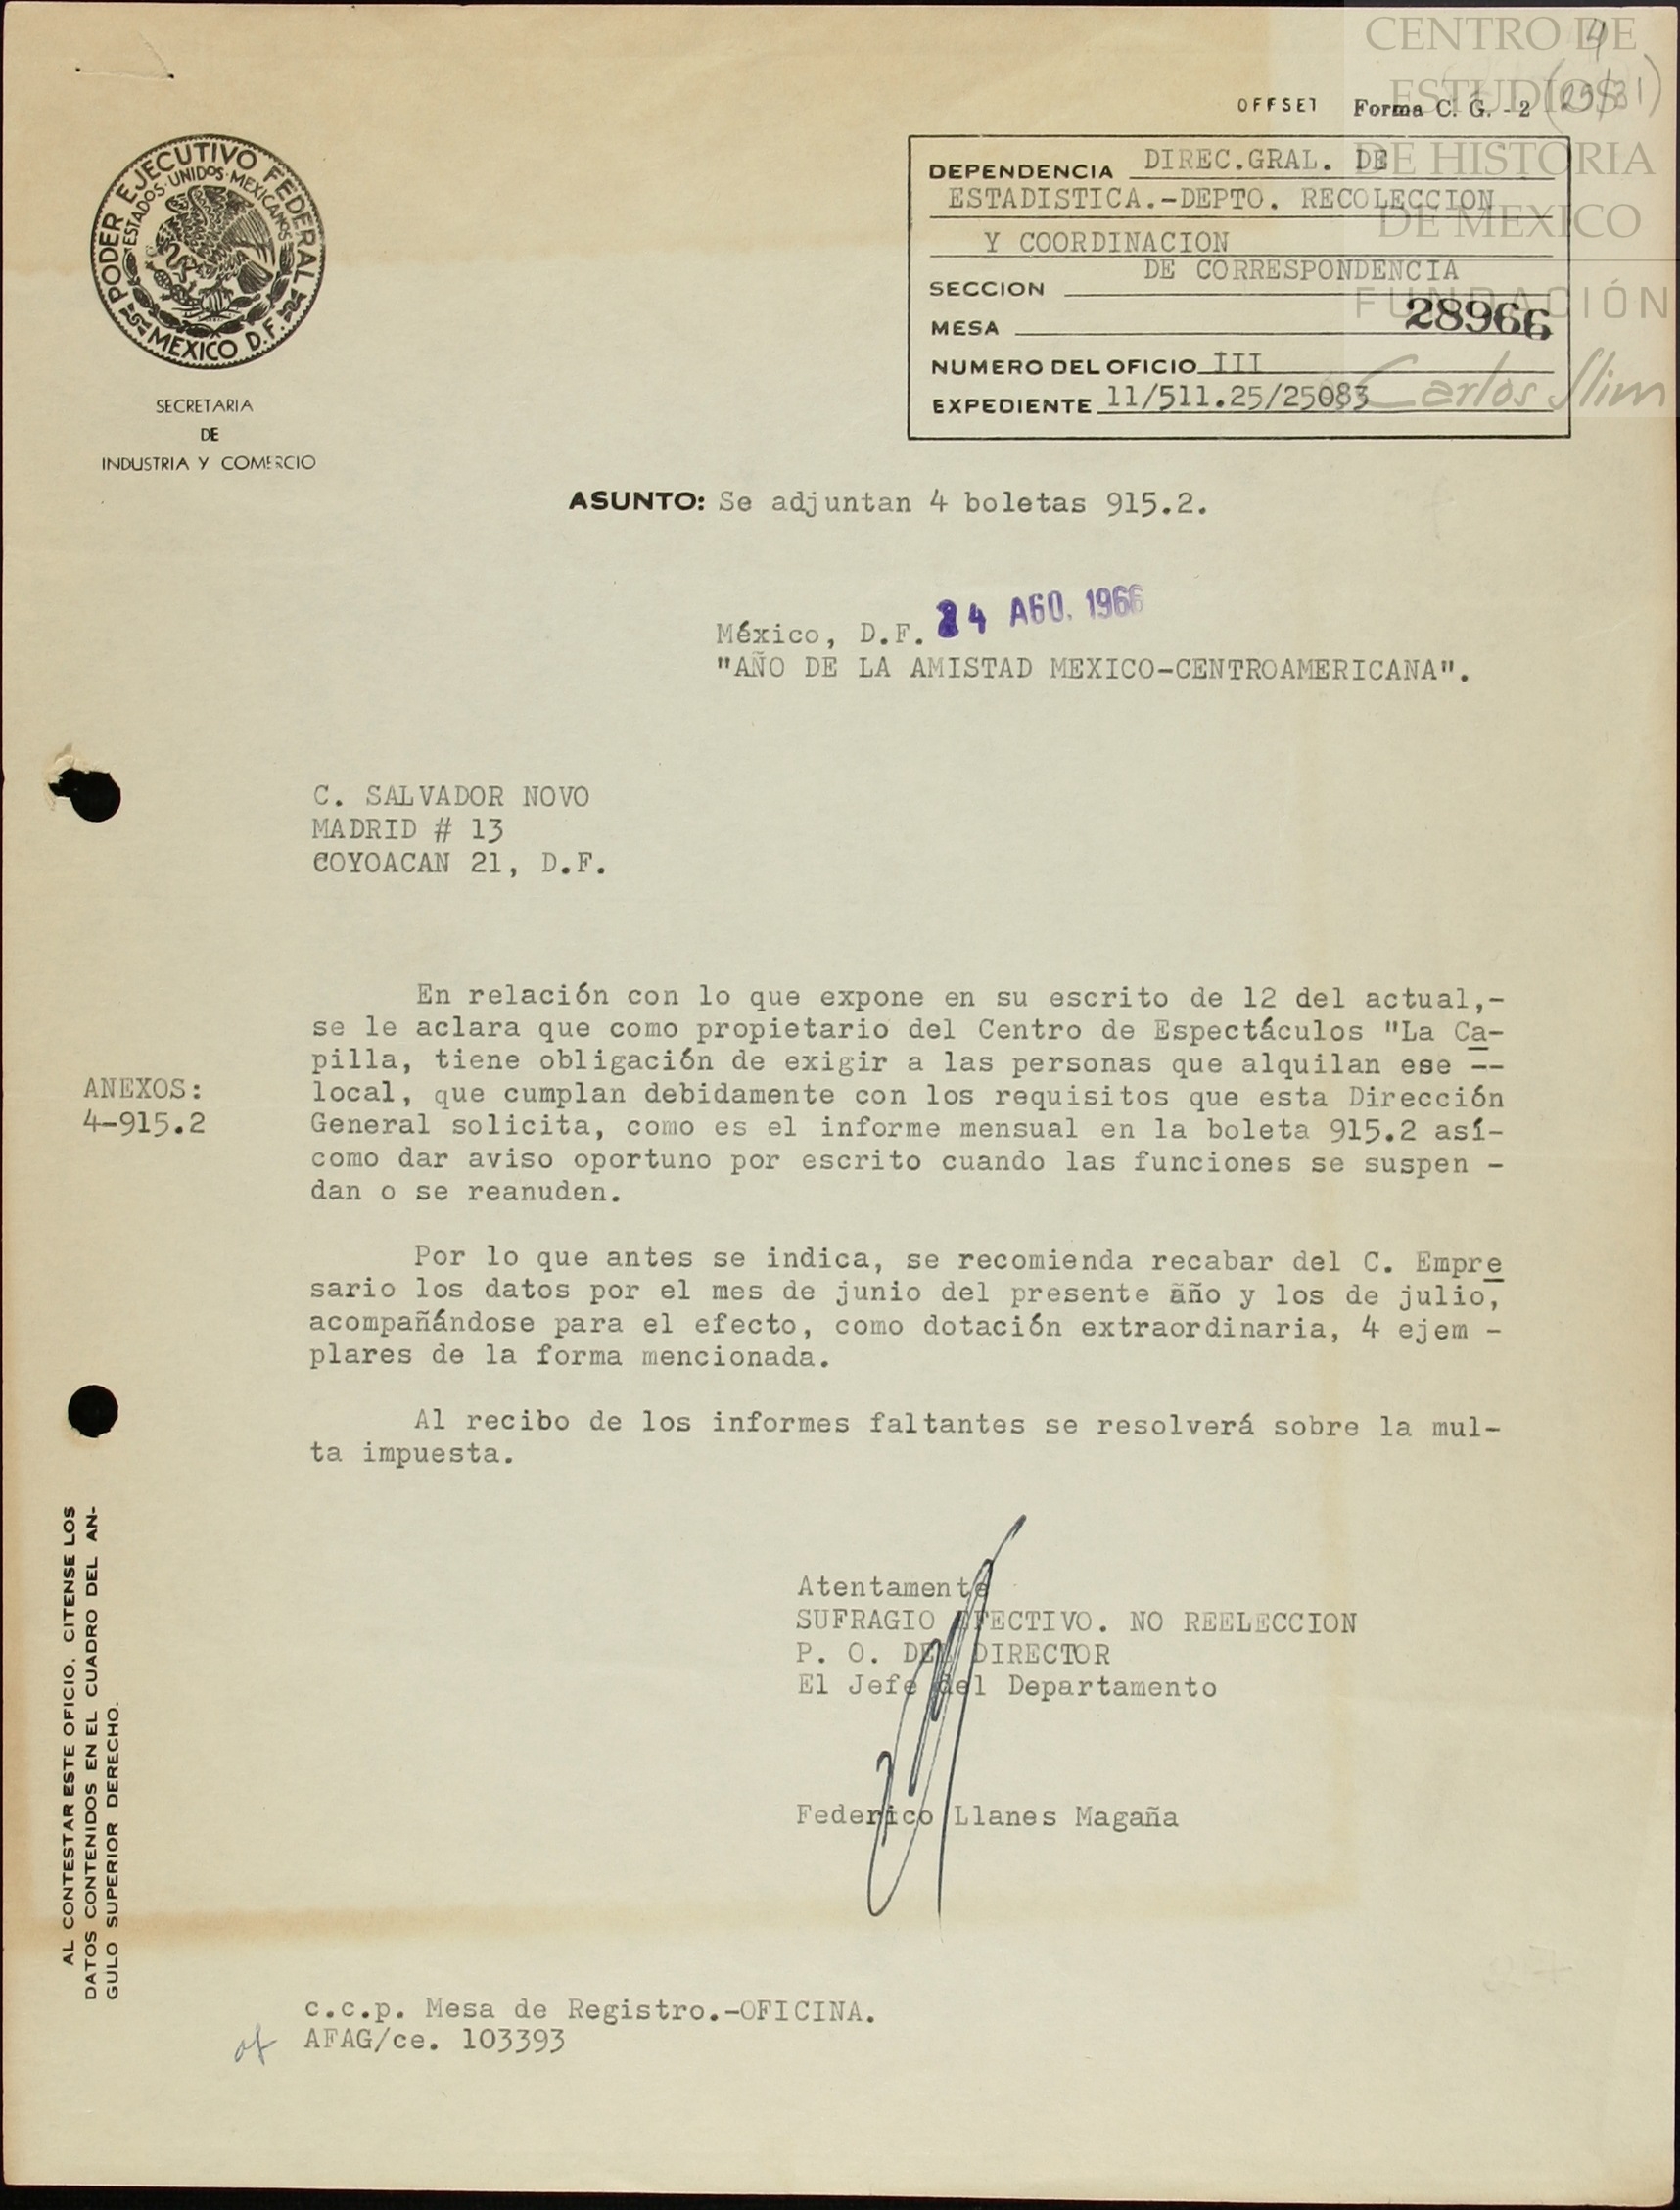 CENTRO DE
ESTUDIOS
DE HISTORIA
DE MEXICO
FUNDACIÓN
Carlos Slim
4
(25/31)
OFFSET Forma C. G. - 2
PODER EJECUTIVO FEDERAL
ESTADOS·UNIDOS·MEXICANOS
MEXICO D.F.
SECRETARIA
DE
INDUSTRIA Y COMERCIO
DEPENDENCIA DIREC.GRAL. DE
ESTADISTICA.-DEPTO. RECOLECCION
Y COORDINACION
DE CORRESPONDENCIA
SECCION
MESA 28966
NUMERO DEL OFICIO III
EXPEDIENTE 11/511.25/25083
ASUNTO: Se adjuntan 4 boletas 915.2.
México, D.F. 24 AGO. 1966
"AÑO DE LA AMISTAD MEXICO-CENTROAMERICANA".
C. SALVADOR NOVO
MADRID # 13
COYOACAN 21, D.F.
En relación con lo que expone en su escrito de 12 del actual,-
se le aclara que como propietario del Centro de Espectáculos "La Ca-
pilla, tiene obligación de exigir a las personas que alquilan ese --
local, que cumplan debidamente con los requisitos que esta Dirección
General solicita, como es el informe mensual en la boleta 915.2 así-
como dar aviso oportuno por escrito cuando las funciones se suspen -
dan o se reanuden.
ANEXOS:
4-915.2
Por lo que antes se indica, se recomienda recabar del C. Empre
sario los datos por el mes de junio del presente año y los de julio,
acompañándose para el efecto, como dotación extraordinaria, 4 ejem -
plares de la forma mencionada.
Al recibo de los informes faltantes se resolverá sobre la mul-
ta impuesta.
Atentamente
SUFRAGIO EFECTIVO. NO REELECCION
P. O. DEL DIRECTOR
El Jefe del Departamento
Federico Llanes Magaña
AL CONTESTAR ESTE OFICIO, CITENSE LOS
DATOS CONTENIDOS EN EL CUADRO DEL AN-
GULO SUPERIOR DERECHO.
c.c.p. Mesa de Registro.-OFICINA.
AFAG/ce. 103393